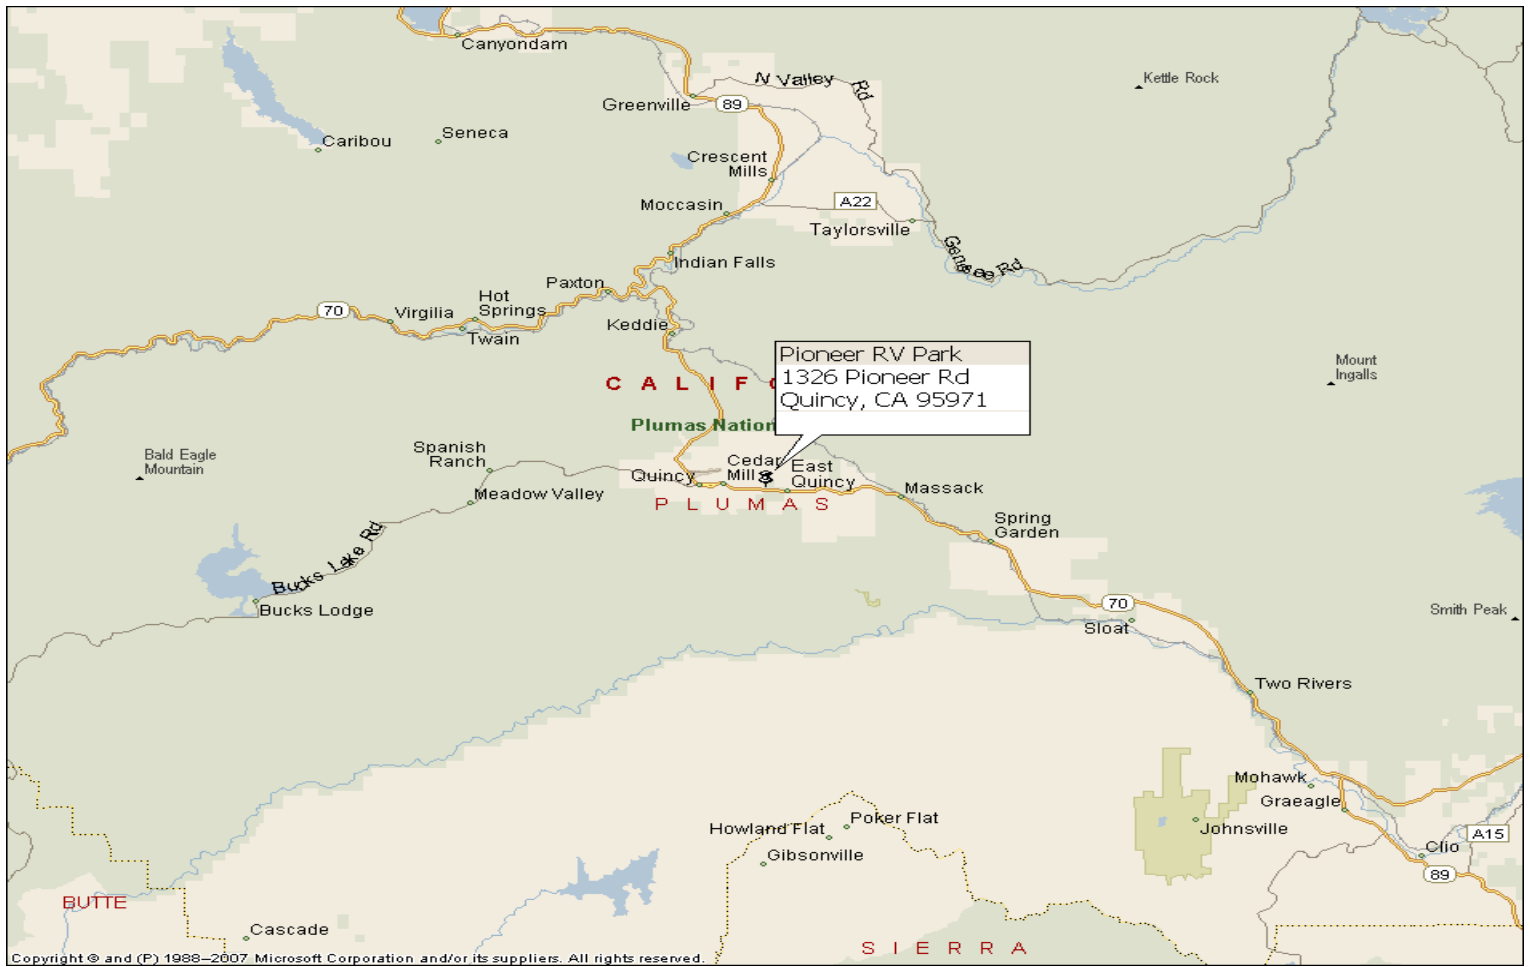 Canyondam
N Valley Rd
Kettle Rock
Greenville
89
Caribou
Seneca
Crescent
Mills
Moccasin
A22
Taylorsville
Genesee Rd
Indian Falls
Paxton
Hot
Springs
70
Virgilia
Twain
Keddie
Pioneer RV Park
1326 Pioneer Rd
Quincy, CA 95971
Mount
Ingalls
C A L I F
Plumas Nation
Bald Eagle
Mountain
Spanish
Ranch
Quincy
Cedar
Mill
East
Quincy
Massack
Meadow Valley
P L U M A S
Spring
Garden
Bucks Lake Rd
Bucks Lodge
70
Sloat
Smith Peak
Two Rivers
Mohawk
Graeagle
Johnsville
Howland Flat
Poker Flat
Gibsonville
A15
Clio
89
BUTTE
Cascade
S I E R R A
Copyright © and (P) 1988–2007 Microsoft Corporation and/or its suppliers. All rights reserved.